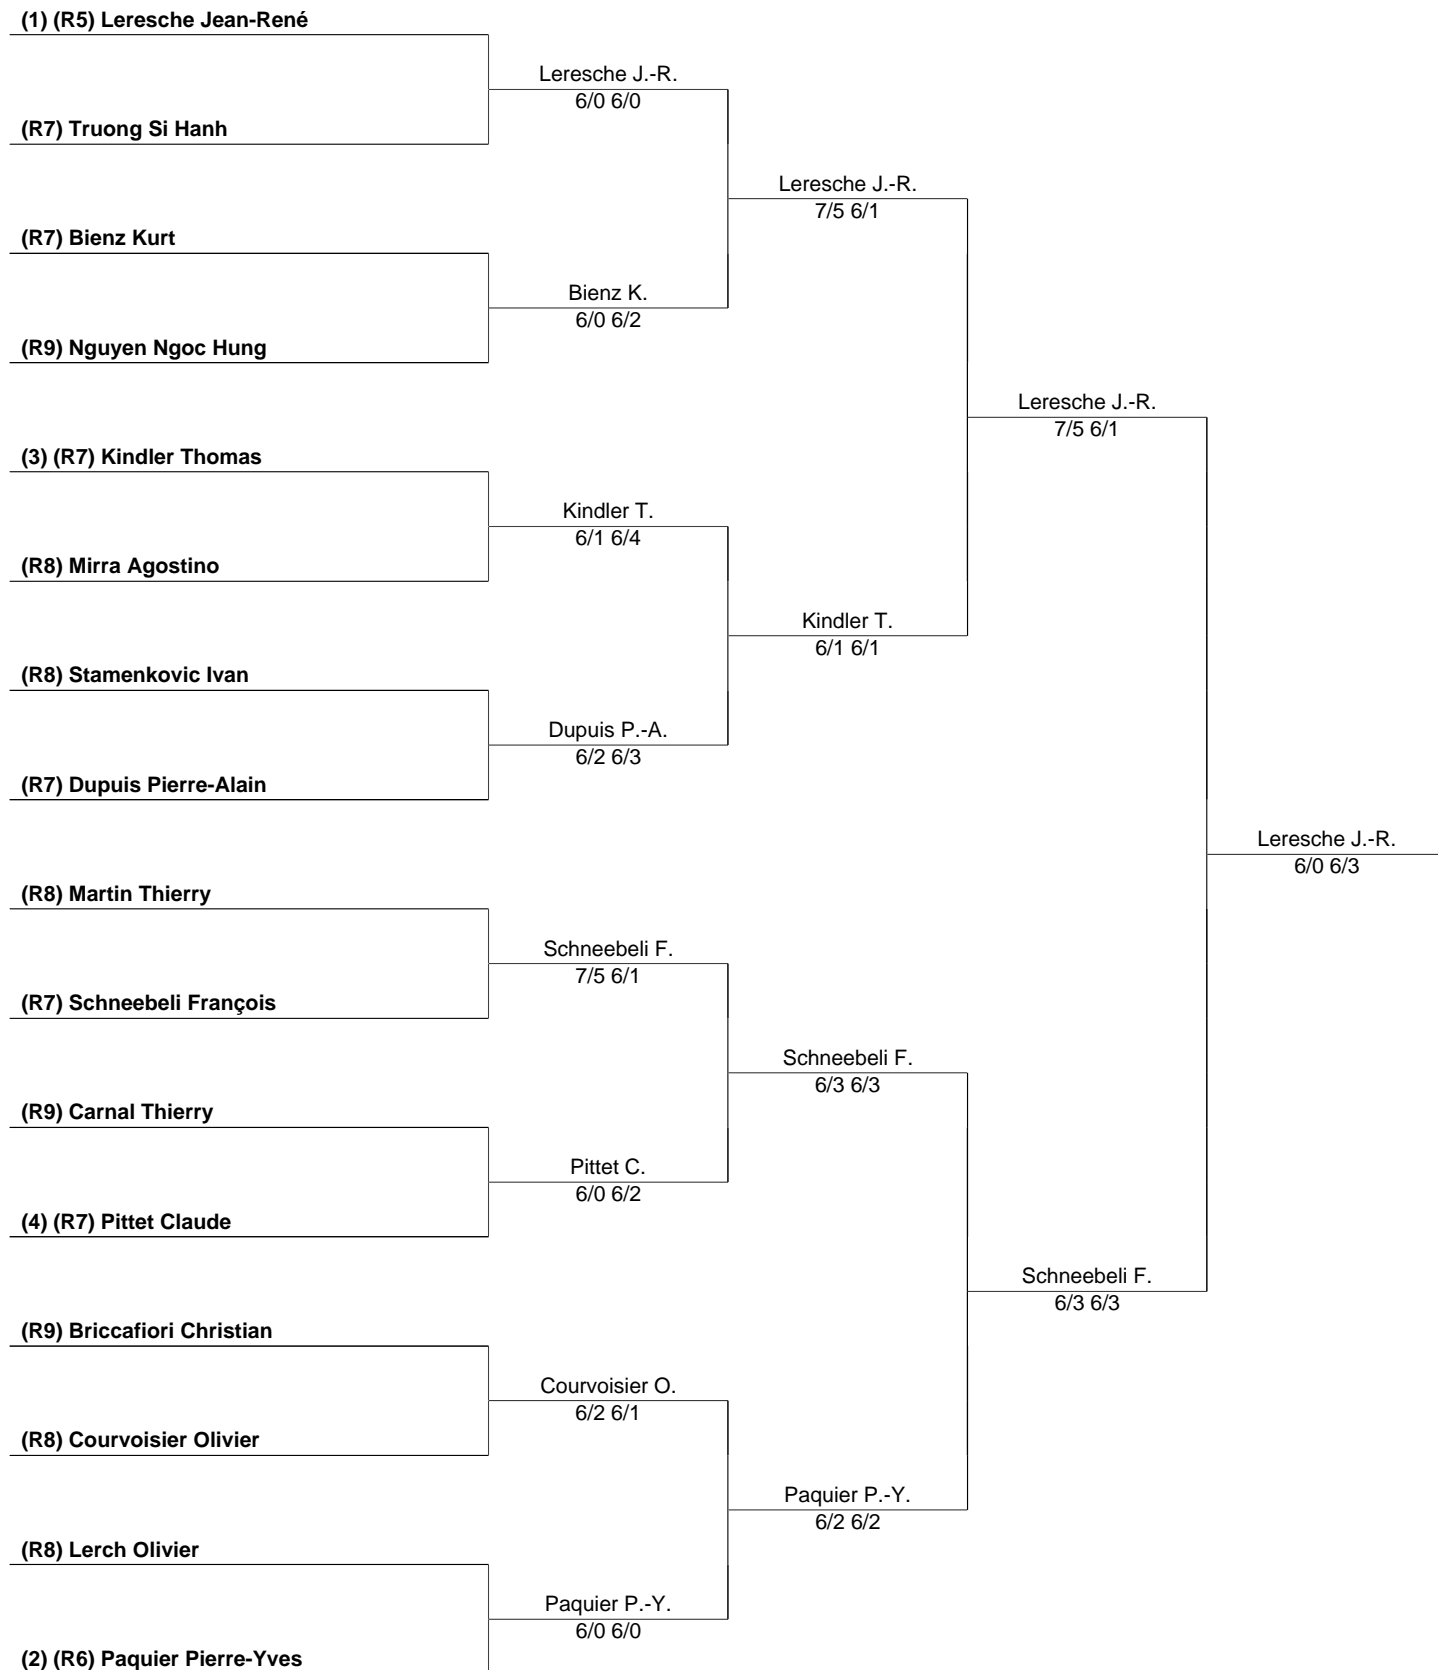 (1) (R5) Leresche Jean-René
Leresche J.-R.
6/0 6/0
(R7) Truong Si Hanh
Leresche J.-R.
7/5 6/1
(R7) Bienz Kurt
Bienz K.
6/0 6/2
(R9) Nguyen Ngoc Hung
Leresche J.-R.
7/5 6/1
(3) (R7) Kindler Thomas
Kindler T.
6/1 6/4
(R8) Mirra Agostino
Kindler T.
6/1 6/1
(R8) Stamenkovic Ivan
Dupuis P.-A.
6/2 6/3
(R7) Dupuis Pierre-Alain
Leresche J.-R.
6/0 6/3
(R8) Martin Thierry
Schneebeli F.
7/5 6/1
(R7) Schneebeli François
Schneebeli F.
6/3 6/3
(R9) Carnal Thierry
Pittet C.
6/0 6/2
(4) (R7) Pittet Claude
Schneebeli F.
6/3 6/3
(R9) Briccafiori Christian
Courvoisier O.
6/2 6/1
(R8) Courvoisier Olivier
Paquier P.-Y.
6/2 6/2
(R8) Lerch Olivier
Paquier P.-Y.
6/0 6/0
(2) (R6) Paquier Pierre-Yves